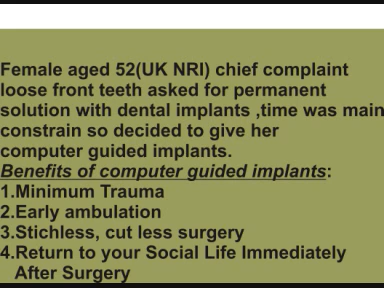 Female aged 52(UK NRI) chief complaint
loose front teeth asked for permanent
solution with dental implants ,time was main
constrain so decided to give her
computer guided implants.
Benefits of computer guided implants:
1.Minimum Trauma
2.Early ambulation
3.Stichless, cut less surgery
4.Return to your Social Life Immediately
After Surgery